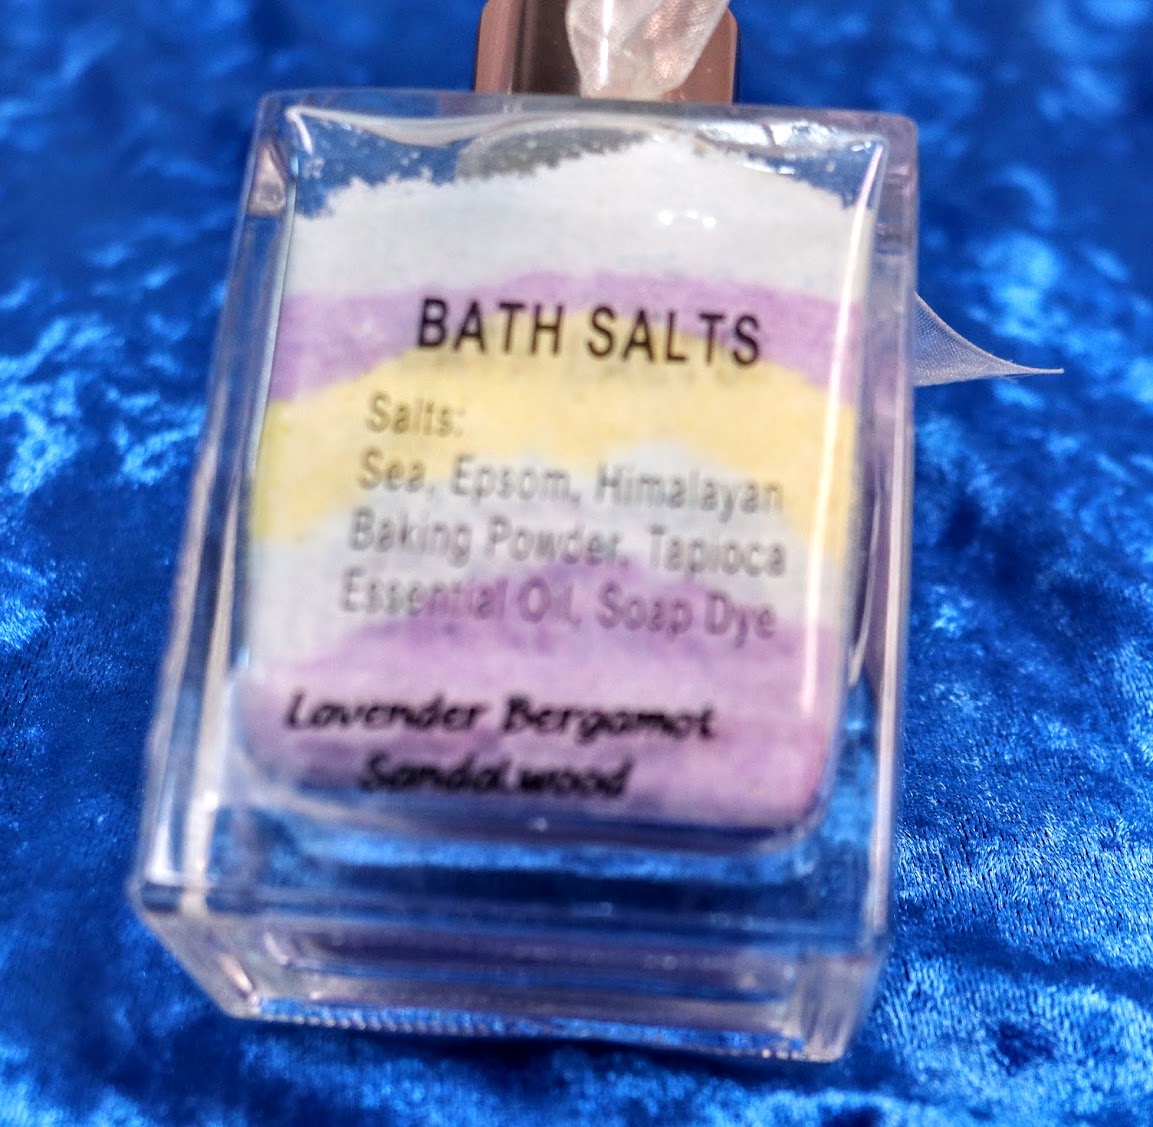 BATH SALTS
Salts:
Sea, Epsom, Himalayan
Baking Powder, Tapioca
Essential Oil, Soap Dye
Lavender Bergamot
Sandalwood